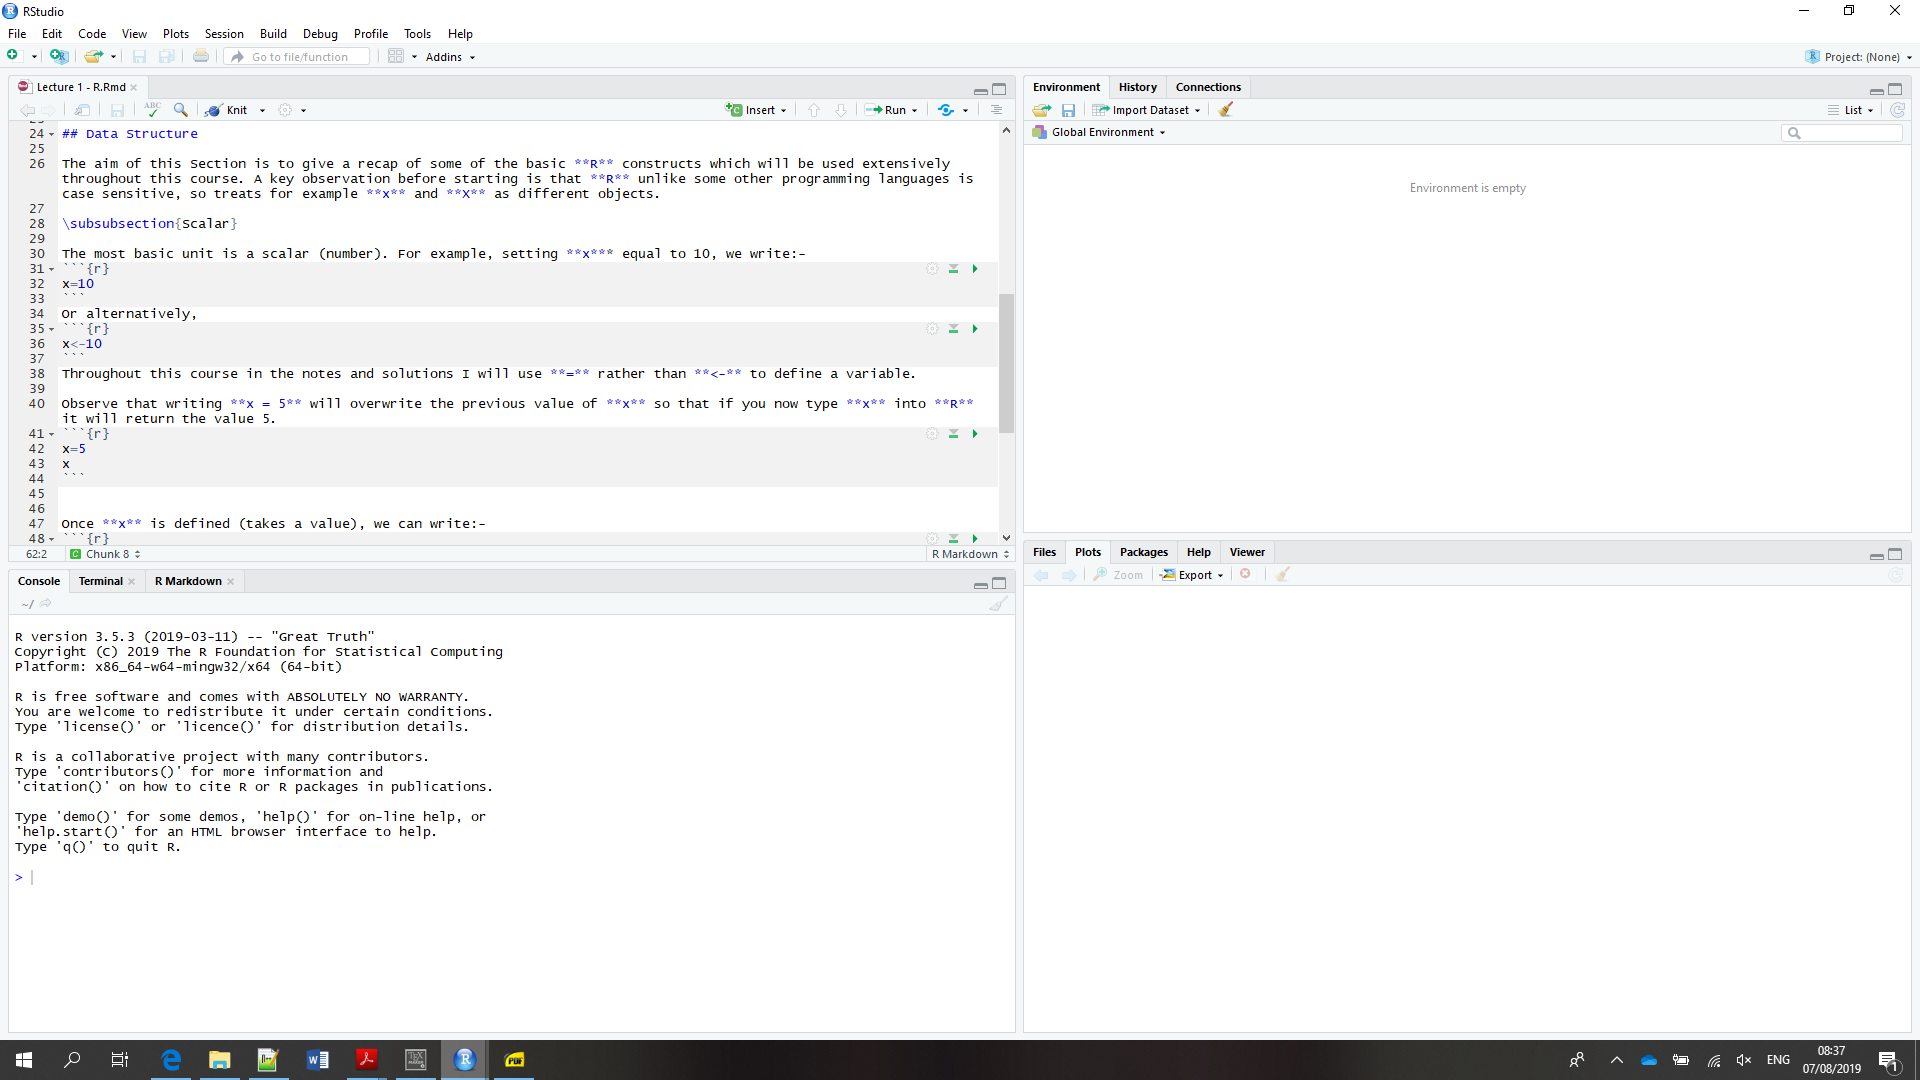 RStudio
File Edit Code View Plots Session Build Debug Profile Tools Help
Go to file/function Addins Project: (None)
Lecture 1 - R.Rmd
ABC Knit Insert Run
24 ## Data Structure
25
26 The aim of this Section is to give a recap of some of the basic **R** constructs which will be used extensively
throughout this course. A key observation before starting is that **R** unlike some other programming languages is
case sensitive, so treats for example **x** and **X** as different objects.
27
28 \subsubsection{Scalar}
29
30 The most basic unit is a scalar (number). For example, setting **x*** equal to 10, we write:-
31 ```{r}
32 x=10
33 ```
34 Or alternatively,
35 ```{r}
36 x<-10
37 ```
38 Throughout this course in the notes and solutions I will use **=** rather than **<-** to define a variable.
39
40 Observe that writing **x = 5** will overwrite the previous value of **x** so that if you now type **x** into **R**
it will return the value 5.
41 ```{r}
42 x=5
43 x
44 ```
45
46
47 Once **x** is defined (takes a value), we can write:-
48 ```{r}
62:2 Chunk 8 R Markdown
Console Terminal R Markdown
~/
R version 3.5.3 (2019-03-11) -- "Great Truth"
Copyright (C) 2019 The R Foundation for Statistical Computing
Platform: x86_64-w64-mingw32/x64 (64-bit)
R is free software and comes with ABSOLUTELY NO WARRANTY.
You are welcome to redistribute it under certain conditions.
Type 'license()' or 'licence()' for distribution details.
R is a collaborative project with many contributors.
Type 'contributors()' for more information and
'citation()' on how to cite R or R packages in publications.
Type 'demo()' for some demos, 'help()' for on-line help, or
'help.start()' for an HTML browser interface to help.
Type 'q()' to quit R.
>
Environment History Connections
Import Dataset List
Global Environment
Environment is empty
Files Plots Packages Help Viewer
Zoom Export
ENG
08:37
07/08/2019
1